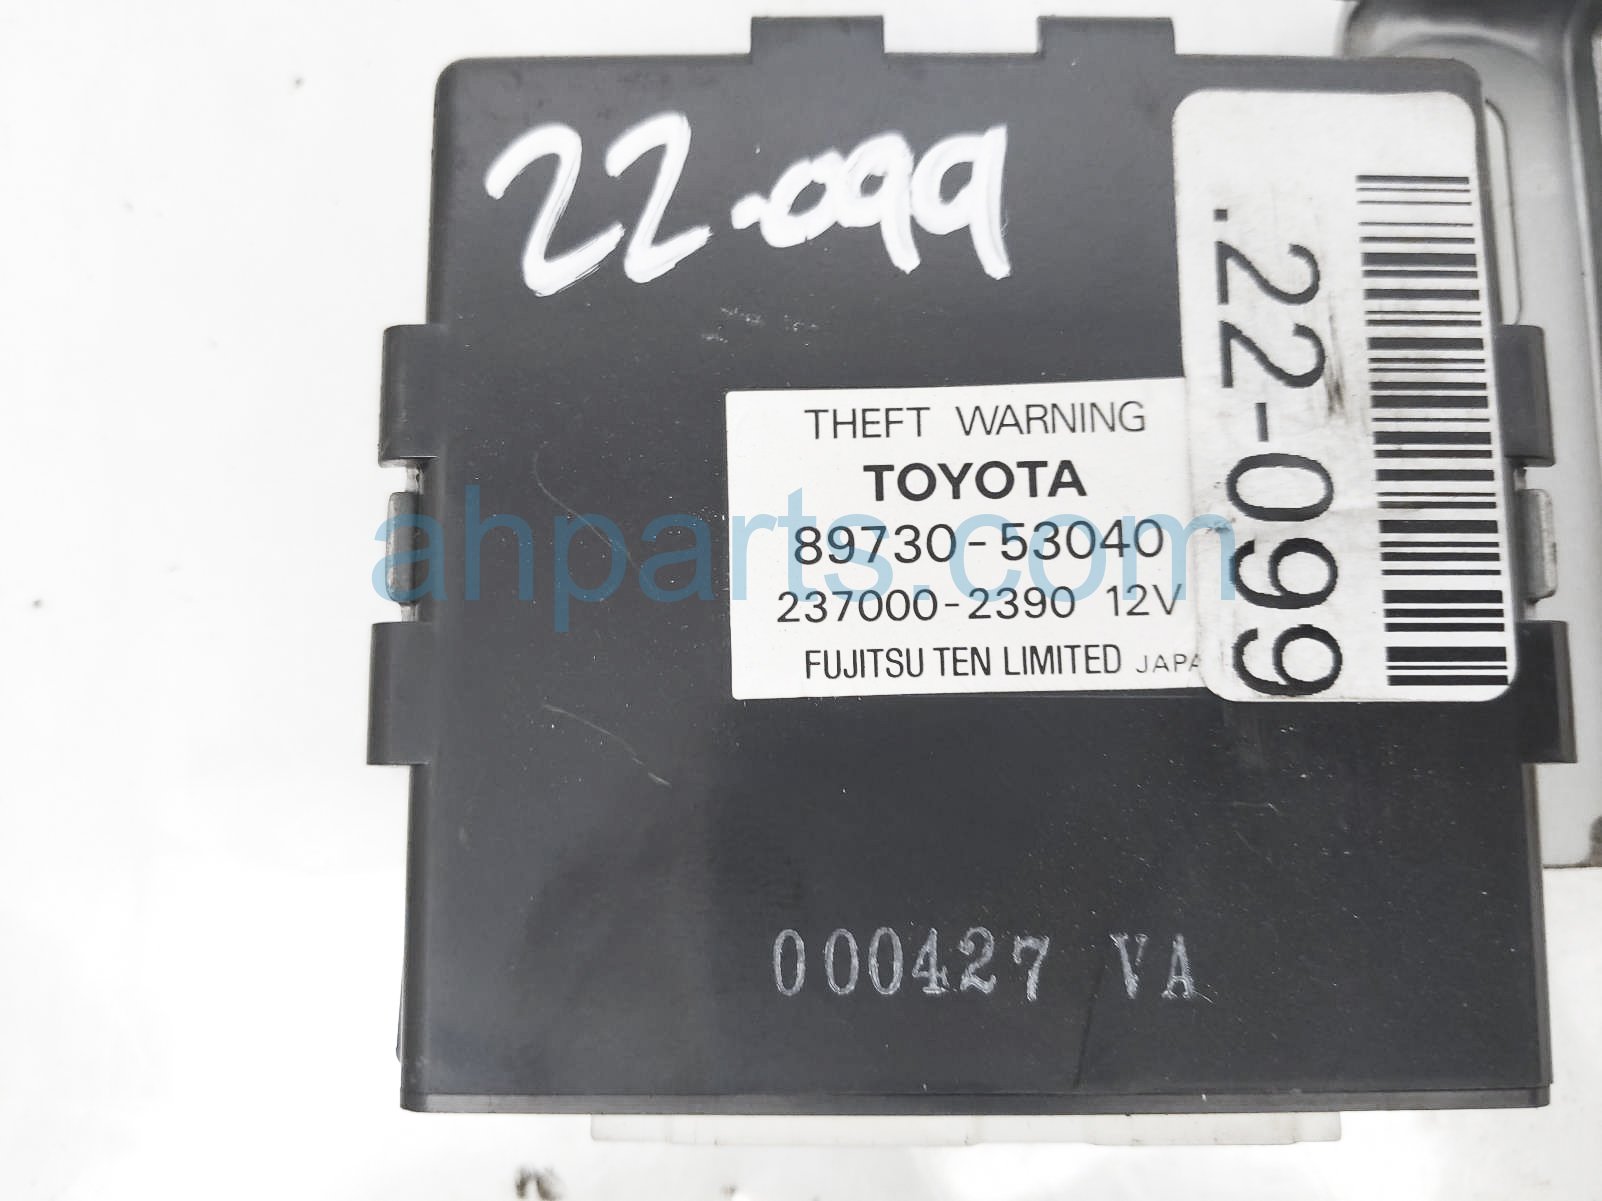 22-099
.22-099
THEFT WARNING
TOYOTA
89730-53040
237000-2390 12V
FUJITSU TEN LIMITED JAPA
ahparts.com
000427 VA